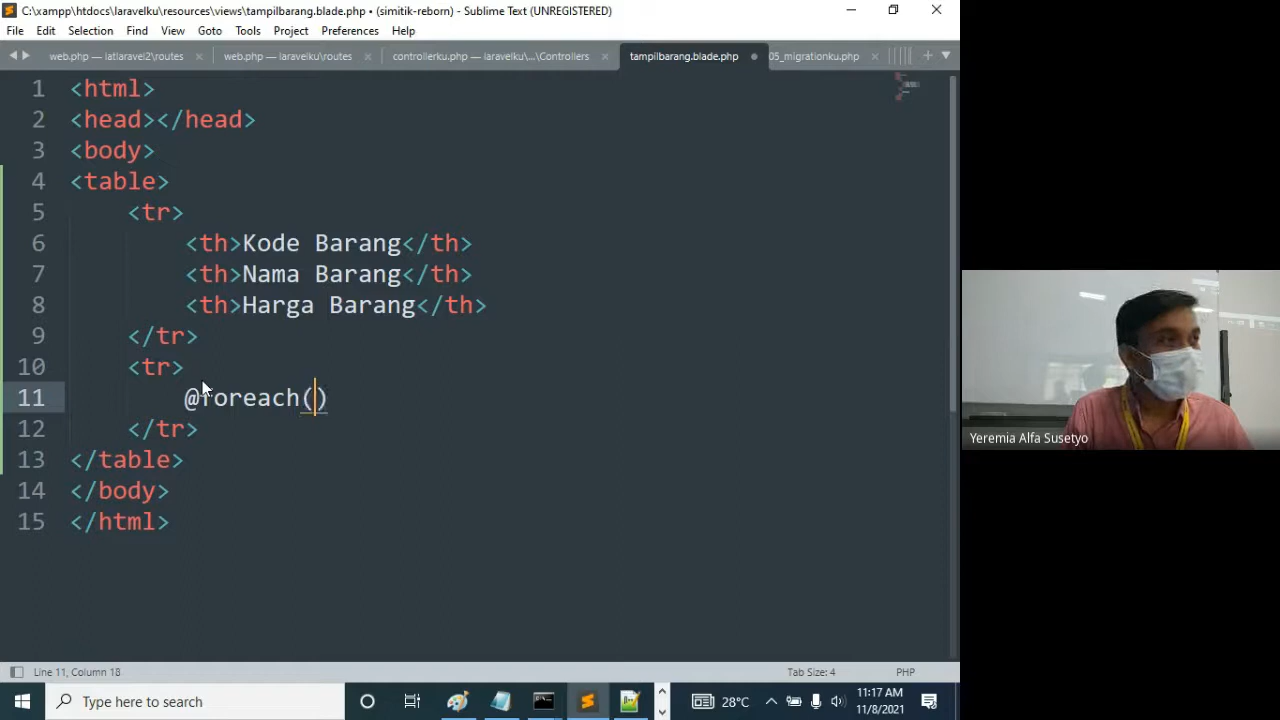 C:\xampp\htdocs\laravelku\resources\views\tampilbarang.blade.php • (simitik-reborn) - Sublime Text (UNREGISTERED)
File Edit Selection Find View Goto Tools Project Preferences Help
web.php — iatlaravel2\routes web.php — laravelku\routes controllerku.php — laravelku\...\Controllers tampilbarang.blade.php 05_migrationku.php
1 <html>
2 <head></head>
3 <body>
4 <table>
5 <tr>
6 <th>Kode Barang</th>
7 <th>Nama Barang</th>
8 <th>Harga Barang</th>
9 </tr>
10 <tr>
11 @foreach()
12 </tr>
13 </table>
14 </body>
15 </html>
Yeremia Alfa Susetyo
Line 11, Column 18 Tab Size: 4 PHP
Type here to search 28°C 11:17 AM
11/8/2021